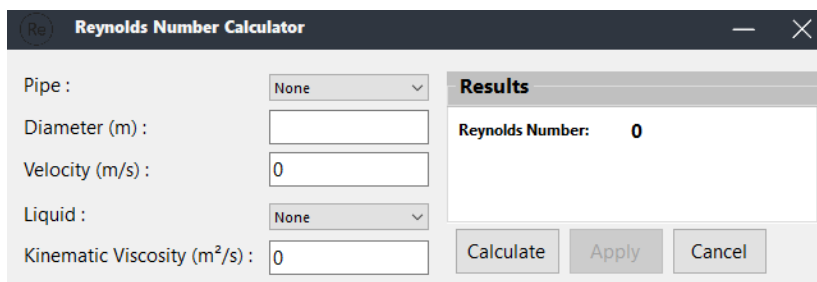 Re Reynolds Number Calculator
Pipe : None
Diameter (m) :
Velocity (m/s) : 0
Liquid : None
Kinematic Viscosity (m²/s) : 0
Results
Reynolds Number: 0
Calculate Apply Cancel